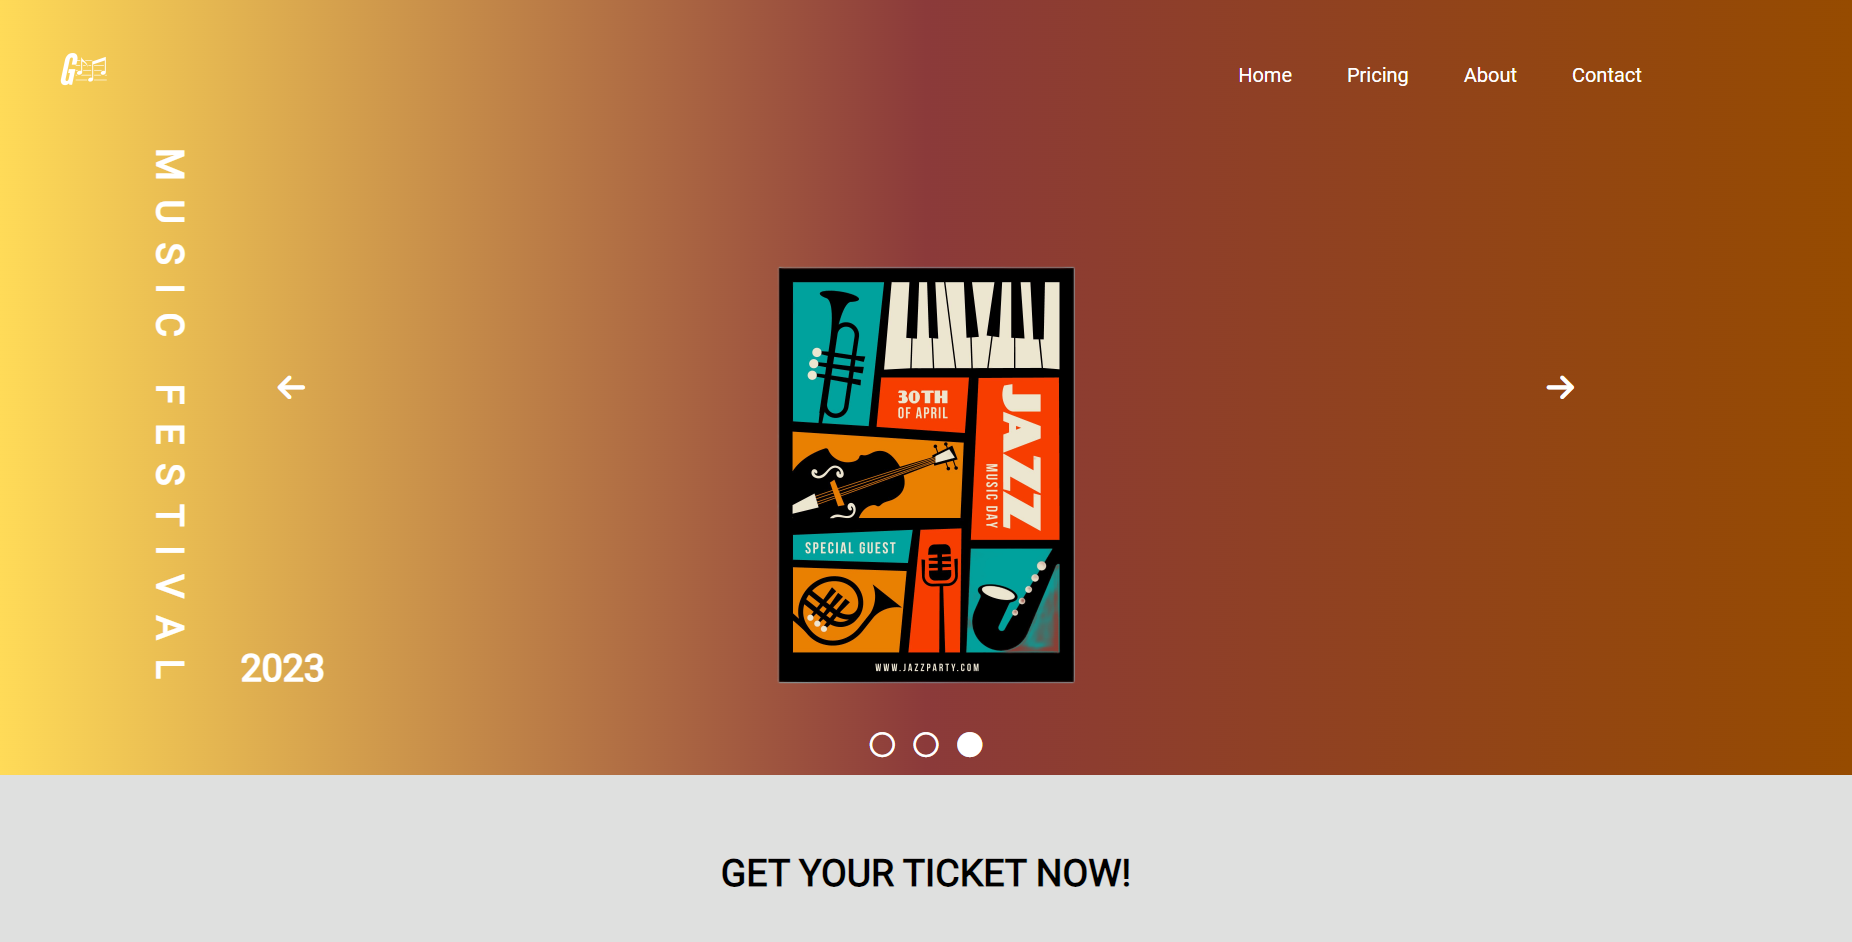 G
Home Pricing About Contact
MUSIC FESTIVAL
2023
30TH
OF APRIL
JAZZ
MUSIC DAY
SPECIAL GUEST
WWW.JAZZPARTY.COM
GET YOUR TICKET NOW!